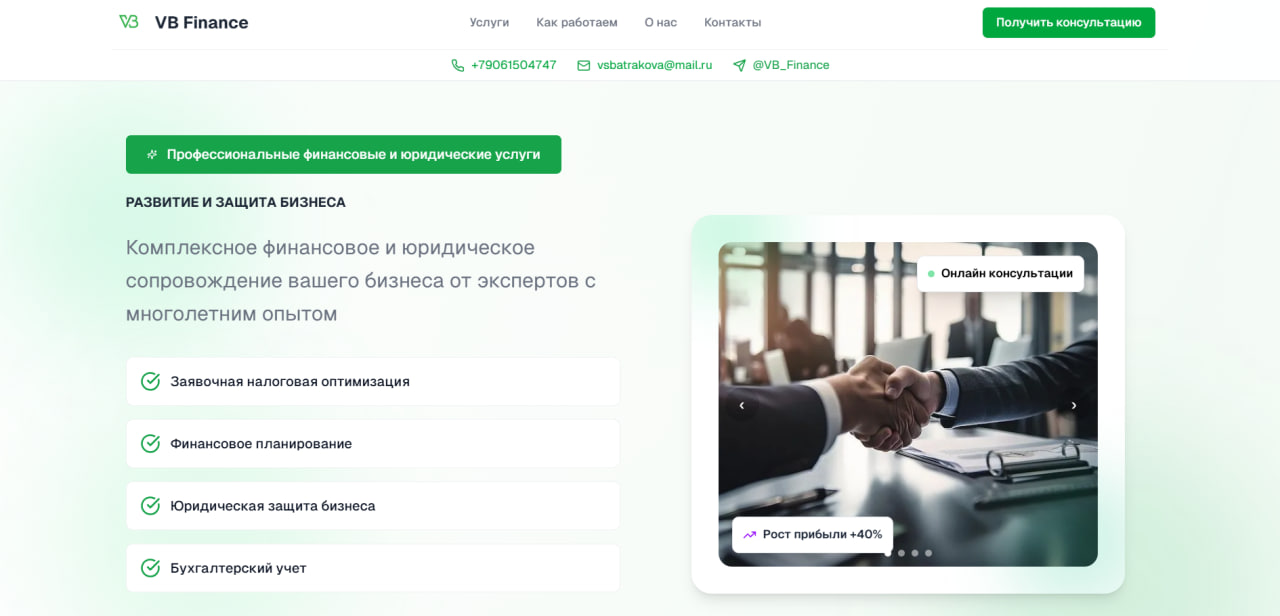 VB
VB Finance
Услуги
Как работаем
О нас
Контакты
Получить консультацию
+79061504747
vsbatrakova@mail.ru
@VB_Finance
Профессиональные финансовые и юридические услуги
РАЗВИТИЕ И ЗАЩИТА БИЗНЕСА
Комплексное финансовое и юридическое
сопровождение вашего бизнеса от экспертов с
многолетним опытом
Заявочная налоговая оптимизация
Финансовое планирование
Юридическая защита бизнеса
Бухгалтерский учет
Онлайн консультации
Рост прибыли +40%